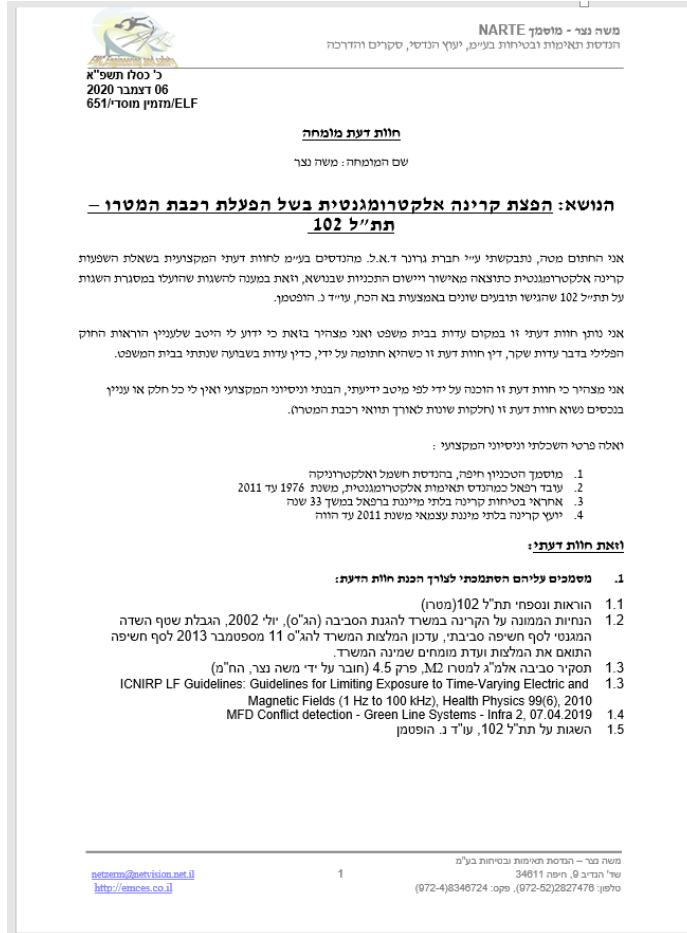 משה נצר - מוסמך NARTE
הנדסת תאימות ובטיחות בע״מ, יעוץ הנדסי, סקרים והדרכה
EMC Engineering and safety
כ' כסלו תשפ"א
06 דצמבר 2020
ELF/מזמין מוסדי/651
חוות דעת מומחה
שם המומחה: משה נצר
הנושא: הפצת קרינה אלקטרומגנטית בשל הפעלת רכבת המטרו –
תת״ל 102
אני החתום מטה, נתבקשתי ע״י חברת גרונר ד.א.ל. מהנדסים בע״מ לחוות דעתי המקצועית בשאלת השפעות
קרינה אלקטרומגנטית כתוצאה מאישור ויישום התכניות שבנושא, וזאת במענה להשגות שהועלו במסגרת השגות
על תת״ל 102 שהגישו תובעים שונים באמצעות בא הכח, עו״ד נ. הופטמן.
אני נותן חוות דעתי זו במקום עדות בבית משפט ואני מצהיר בזאת כי ידוע לי היטב שלעניין הוראות החוק
הפלילי בדבר עדות שקר, דין חוות דעת זו כשהיא חתומה על ידי, כדין עדות בשבועה שנתתי בבית המשפט.
אני מצהיר כי חוות דעת זו הוכנה על ידי לפי מיטב ידיעתי, הבנתי וניסיוני המקצועי ואין לי כל חלק או עניין
בנכסים נשוא חוות דעת זו (חלקות שונות לאורך תוואי רכבת המטרו).
ואלה פרטי השכלתי וניסיוני המקצועי :
1. מוסמך הטכניון חיפה, בהנדסת חשמל ואלקטרוניקה
2. עובד רפאל כמהנדס תאימות אלקטרומגנטית, משנת 1976 עד 2011
3. אחראי בטיחות קרינה בלתי מייננת ברפאל במשך 33 שנה
4. יועץ קרינה בלתי מיננת עצמאי משנת 2011 עד הווה
וזאת חוות דעתי:
1. מסמכים עליהם הסתמכתי לצורך הכנת חוות הדעת:
1.1 הוראות ונספחי תת"ל 102(מטרו)
1.2 הנחיות הממונה על הקרינה במשרד להגנת הסביבה (הג"ס), יולי 2002, הגבלת שטף השדה
המגנטי לסף חשיפה סביבתי, עדכון המלצות המשרד להג"ס 11 מספטמבר 2013 לסף חשיפה
התואם את המלצות ועדת מומחים שמינה המשרד.
1.3 תסקיר סביבה אלמ"ג למטרו M2, פרק 4.5 (חובר על ידי משה נצר, הח"מ)
1.3 ICNIRP LF Guidelines: Guidelines for Limiting Exposure to Time-Varying Electric and
Magnetic Fields (1 Hz to 100 kHz), Health Physics 99(6), 2010
1.4 MFD Conflict detection - Green Line Systems - Infra 2, 07.04.2019
1.5 השגות על תת"ל 102, עו"ד נ. הופטמן
משה נצר – הנדסת תאימות ובטיחות בע"מ
שד' הנדיב 9, חיפה 34611
טלפון: 2827476(972-52), פקס: 8346724(972-4)
1
netzerm@netvision.net.il
http://emces.co.il